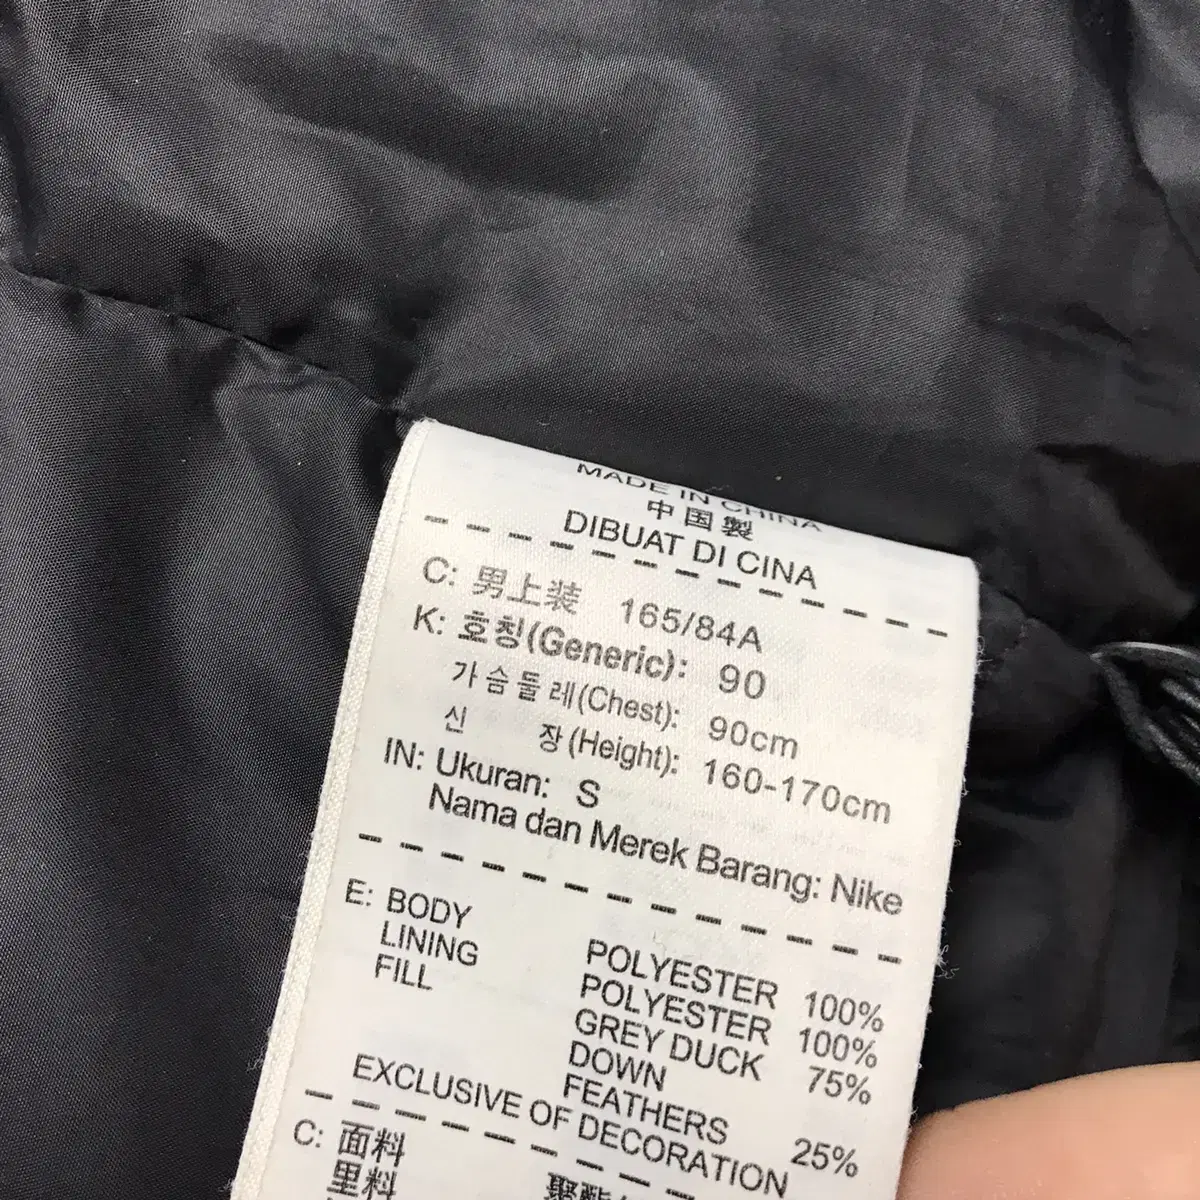 MADE IN CHINA
中国製
DIBUAT DI CINA
C: 男上装 165/84A
K: 호칭(Generic): 90
가슴둘레(Chest): 90cm
신 장(Height): 160-170cm
IN: Ukuran: S
Nama dan Merek Barang: Nike
E: BODY POLYESTER 100%
LINING POLYESTER 100%
FILL GREY DUCK 75%
DOWN
FEATHERS 25%
EXCLUSIVE OF DECORATION
C: 面料
里料